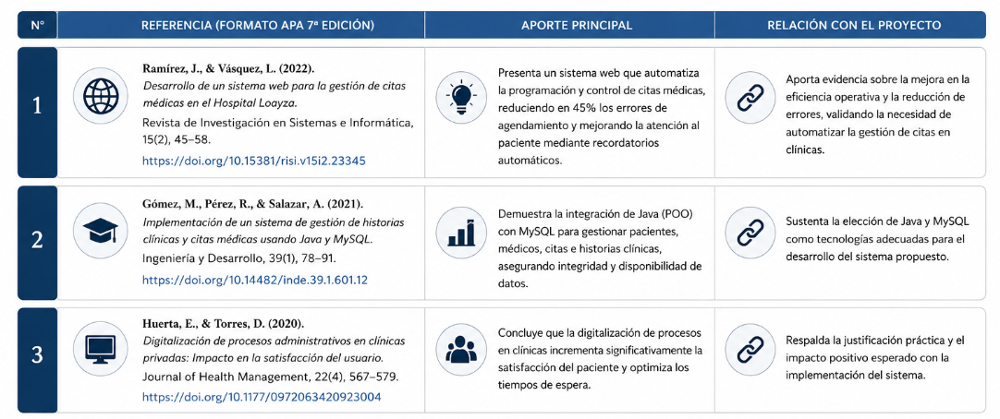 N° REFERENCIA (FORMATO APA 7ª EDICIÓN) APORTE PRINCIPAL RELACIÓN CON EL PROYECTO
1
Ramírez, J., & Vásquez, L. (2022).
Desarrollo de un sistema web para la gestión de citas
médicas en el Hospital Loayza.
Revista de Investigación en Sistemas e Informática,
15(2), 45–58.
https://doi.org/10.15381/risi.v15i2.23345
Presenta un sistema web que automatiza
la programación y control de citas médicas,
reduciendo en 45% los errores de
agendamiento y mejorando la atención al
paciente mediante recordatorios
automáticos.
Aporta evidencia sobre la mejora en la
eficiencia operativa y la reducción de
errores, validando la necesidad de
automatizar la gestión de citas en
clínicas.
2
Gómez, M., Pérez, R., & Salazar, A. (2021).
Implementación de un sistema de gestión de historias
clínicas y citas médicas usando Java y MySQL.
Ingeniería y Desarrollo, 39(1), 78–91.
https://doi.org/10.14482/inde.39.1.601.12
Demuestra la integración de Java (POO)
con MySQL para gestionar pacientes,
médicos, citas e historias clínicas,
asegurando integridad y disponibilidad de
datos.
Sustenta la elección de Java y MySQL
como tecnologías adecuadas para el
desarrollo del sistema propuesto.
3
Huerta, E., & Torres, D. (2020).
Digitalización de procesos administrativos en clínicas
privadas: Impacto en la satisfacción del usuario.
Journal of Health Management, 22(4), 567–579.
https://doi.org/10.1177/0972063420923004
Concluye que la digitalización de procesos
en clínicas incrementa significativamente la
satisfacción del paciente y optimiza los
tiempos de espera.
Respalda la justificación práctica y el
impacto positivo esperado con la
implementación del sistema.